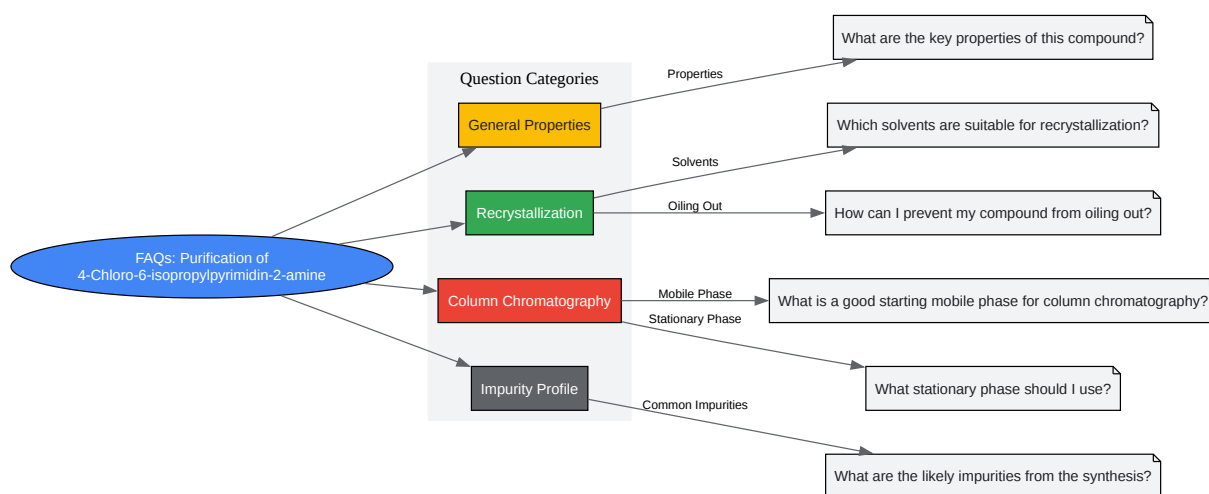 What are the key properties of this compound?
Question Categories
Properties
General Properties
Which solvents are suitable for recrystallization?
Solvents
Recrystallization
Oiling Out
How can I prevent my compound from oiling out?
FAQs: Purification of
4-Chloro-6-isopropylpyrimidin-2-amine
Column Chromatography
Mobile Phase
What is a good starting mobile phase for column chromatography?
Stationary Phase
What stationary phase should I use?
Impurity Profile
Common Impurities
What are the likely impurities from the synthesis?